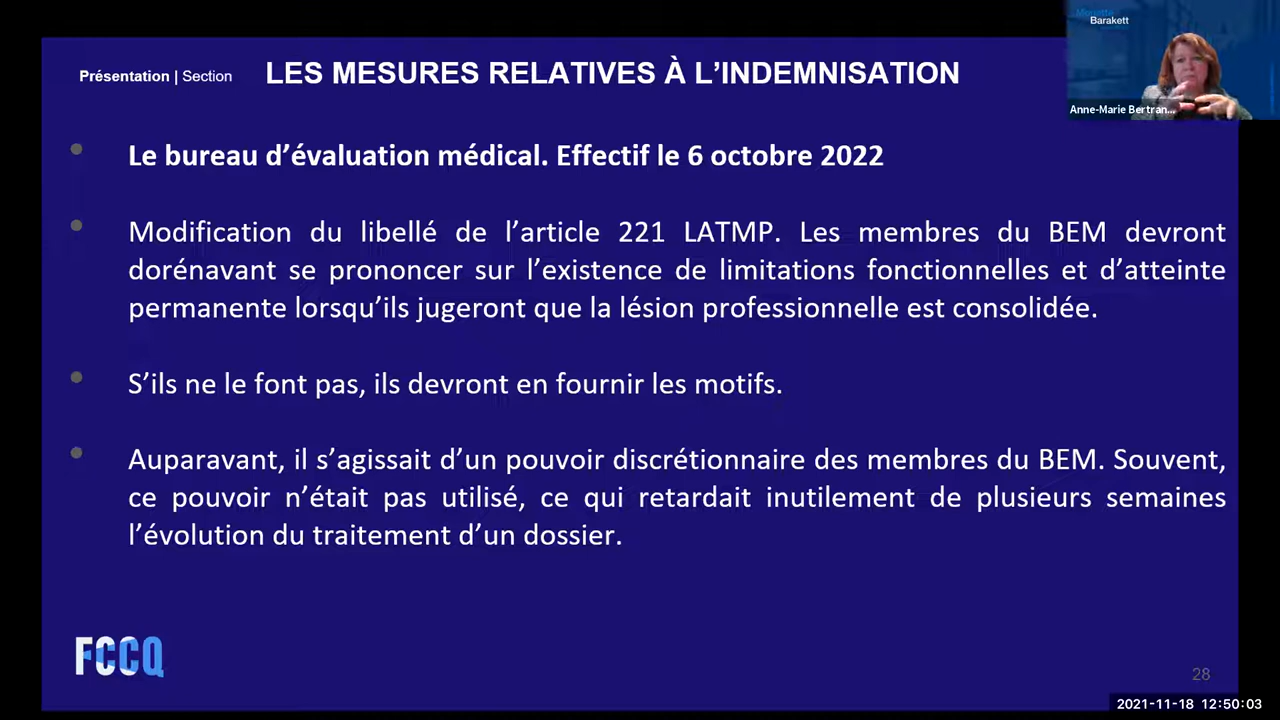 Présentation | Section
LES MESURES RELATIVES À L’INDEMNISATION
Barakett
Anne-Marie Bertran...
Le bureau d’évaluation médical. Effectif le 6 octobre 2022
Modification du libellé de l’article 221 LATMP. Les membres du BEM devront
dorénavant se prononcer sur l’existence de limitations fonctionnelles et d’atteinte
permanente lorsqu’ils jugeront que la lésion professionnelle est consolidée.
S’ils ne le font pas, ils devront en fournir les motifs.
Auparavant, il s’agissait d’un pouvoir discrétionnaire des membres du BEM. Souvent,
ce pouvoir n’était pas utilisé, ce qui retardait inutilement de plusieurs semaines
l’évolution du traitement d’un dossier.
FCCQ
28
2021-11-18 12:50:03